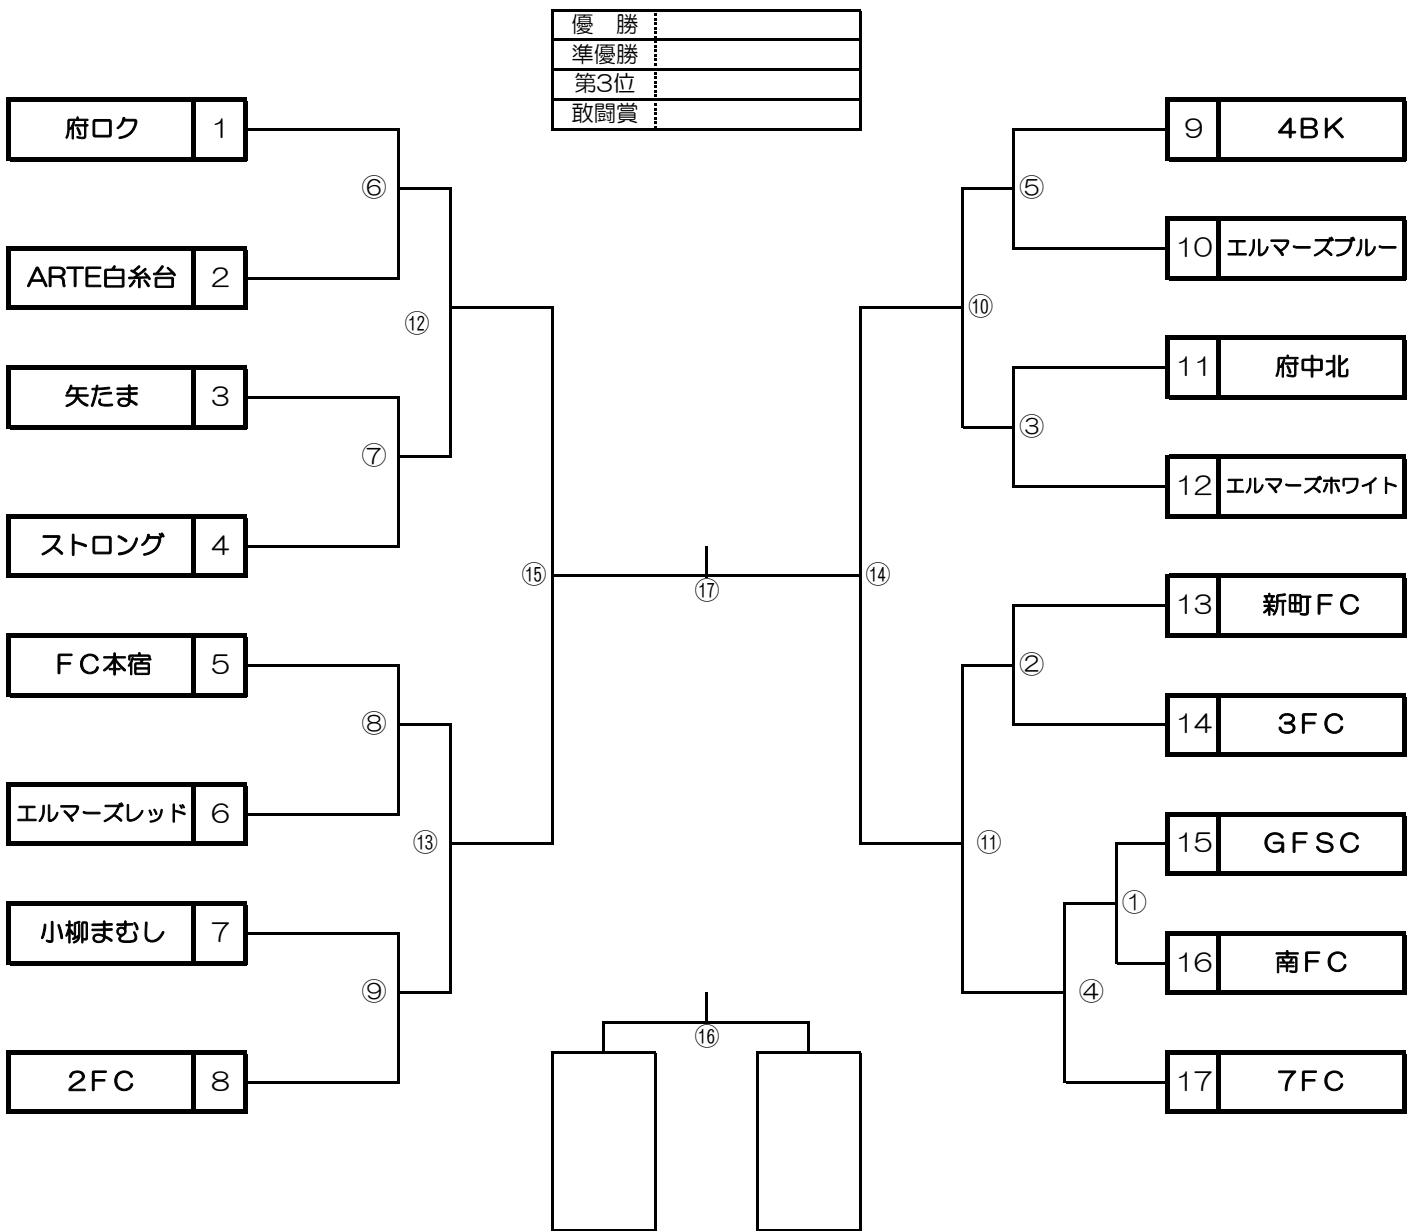 優　勝
準優勝
第3位
敢闘賞
府ロク 1
ARTE白糸台 2
矢たま 3
ストロング 4
ＦＣ本宿 5
エルマーズレッド 6
小柳まむし 7
2ＦＣ 8
⑥
⑦
⑧
⑨
⑫
⑬
⑮
⑰
⑭
⑯
⑩
⑪
⑤
③
②
①
④
9 4BK
10 エルマーズブルー
11 府中北
12 エルマーズホワイト
13 新町ＦＣ
14 3ＦＣ
15 ＧＦＳＣ
16 南ＦＣ
17 7ＦＣ